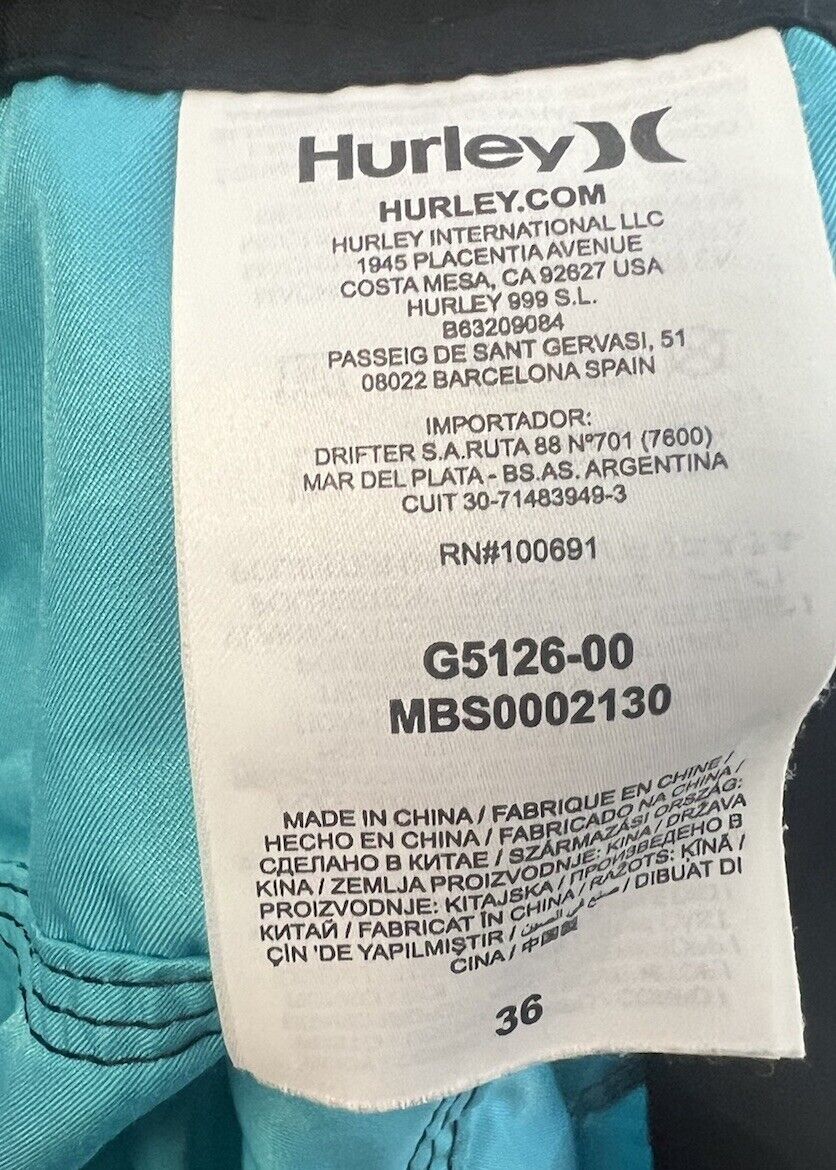 Hurley
HURLEY.COM
HURLEY INTERNATIONAL LLC
1945 PLACENTIA AVENUE
COSTA MESA, CA 92627 USA
HURLEY 999 S.L.
B63209084
PASSEIG DE SANT GERVASI, 51
08022 BARCELONA SPAIN
IMPORTADOR:
DRIFTER S.A.RUTA 88 Nº701 (7600)
MAR DEL PLATA - BS.AS. ARGENTINA
CUIT 30-71483949-3
RN#100691
G5126-00
MBS0002130
MADE IN CHINA / FABRIQUE EN CHINE /
HECHO EN CHINA / FABRICADO NA CHINA /
СДЕЛАНО В КИТАЕ / SZÁRMAZÁSI ORSZÁG:
KINA / ZEMLJA PROIZVODNJE: KINA / DRŽAVA
PROIZVODNJE: KITAJSKA / ПРОИЗВЕДЕНО В
КИТАЙ / FABRICAT ÎN CHINA / RAŽOTS: ĶĪNĀ /
ÇİN 'DE YAPILMIŞTIR / صنع في الصين / DIBUAT DI
CINA / 中国製
36